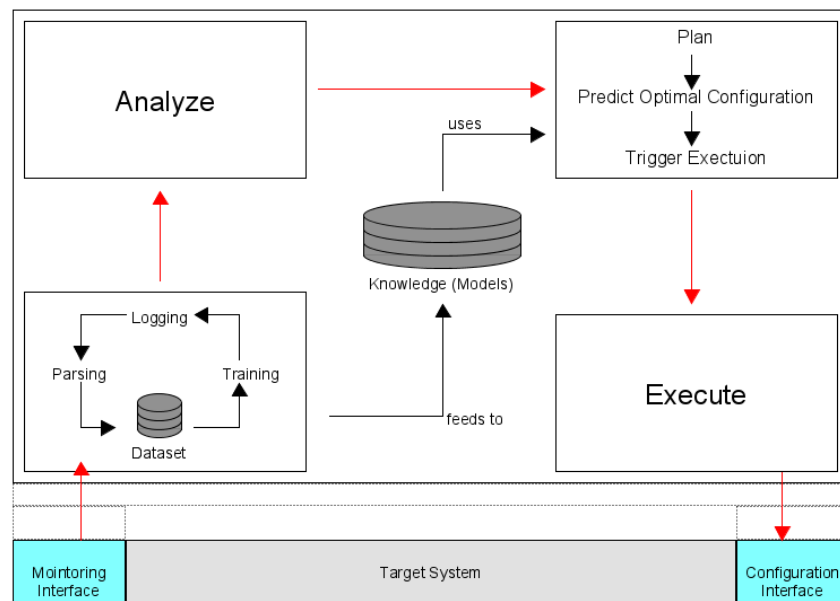 Analyze
Plan
Predict Optimal Configuration
Trigger Exectuion
uses
Knowledge (Models)
Logging
Parsing
Training
Dataset
feeds to
Execute
Mointoring
Interface
Target System
Configuration
Interface